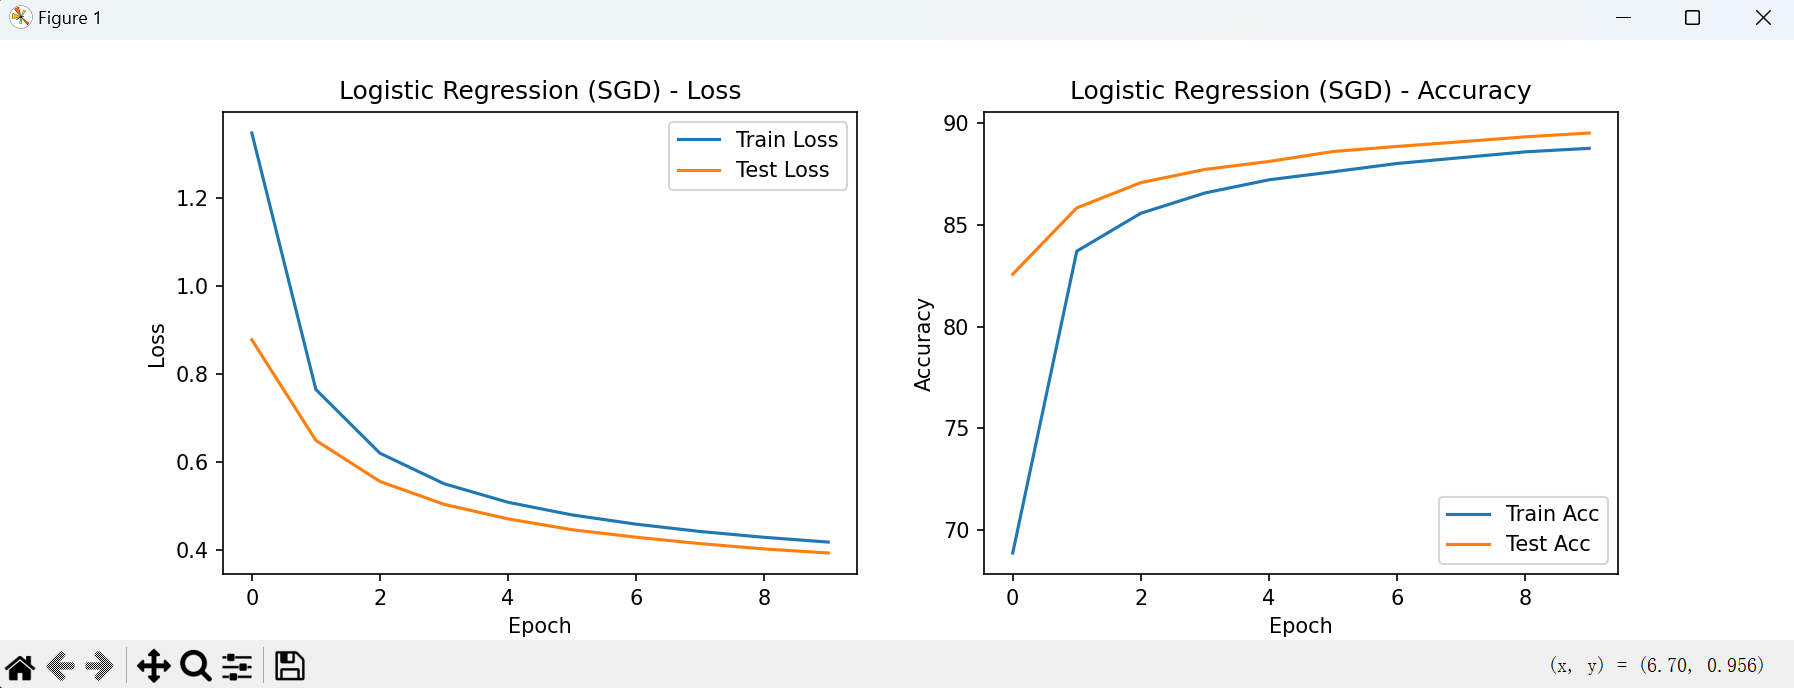 Figure 1
Logistic Regression (SGD) - Loss
Train Loss
Test Loss
1.2
1.0
0.8
0.6
0.4
Loss
0 2 4 6 8
Epoch
Logistic Regression (SGD) - Accuracy
90
85
80
75
70
Accuracy
Train Acc
Test Acc
0 2 4 6 8
Epoch
(x, y) = (6.70, 0.956)